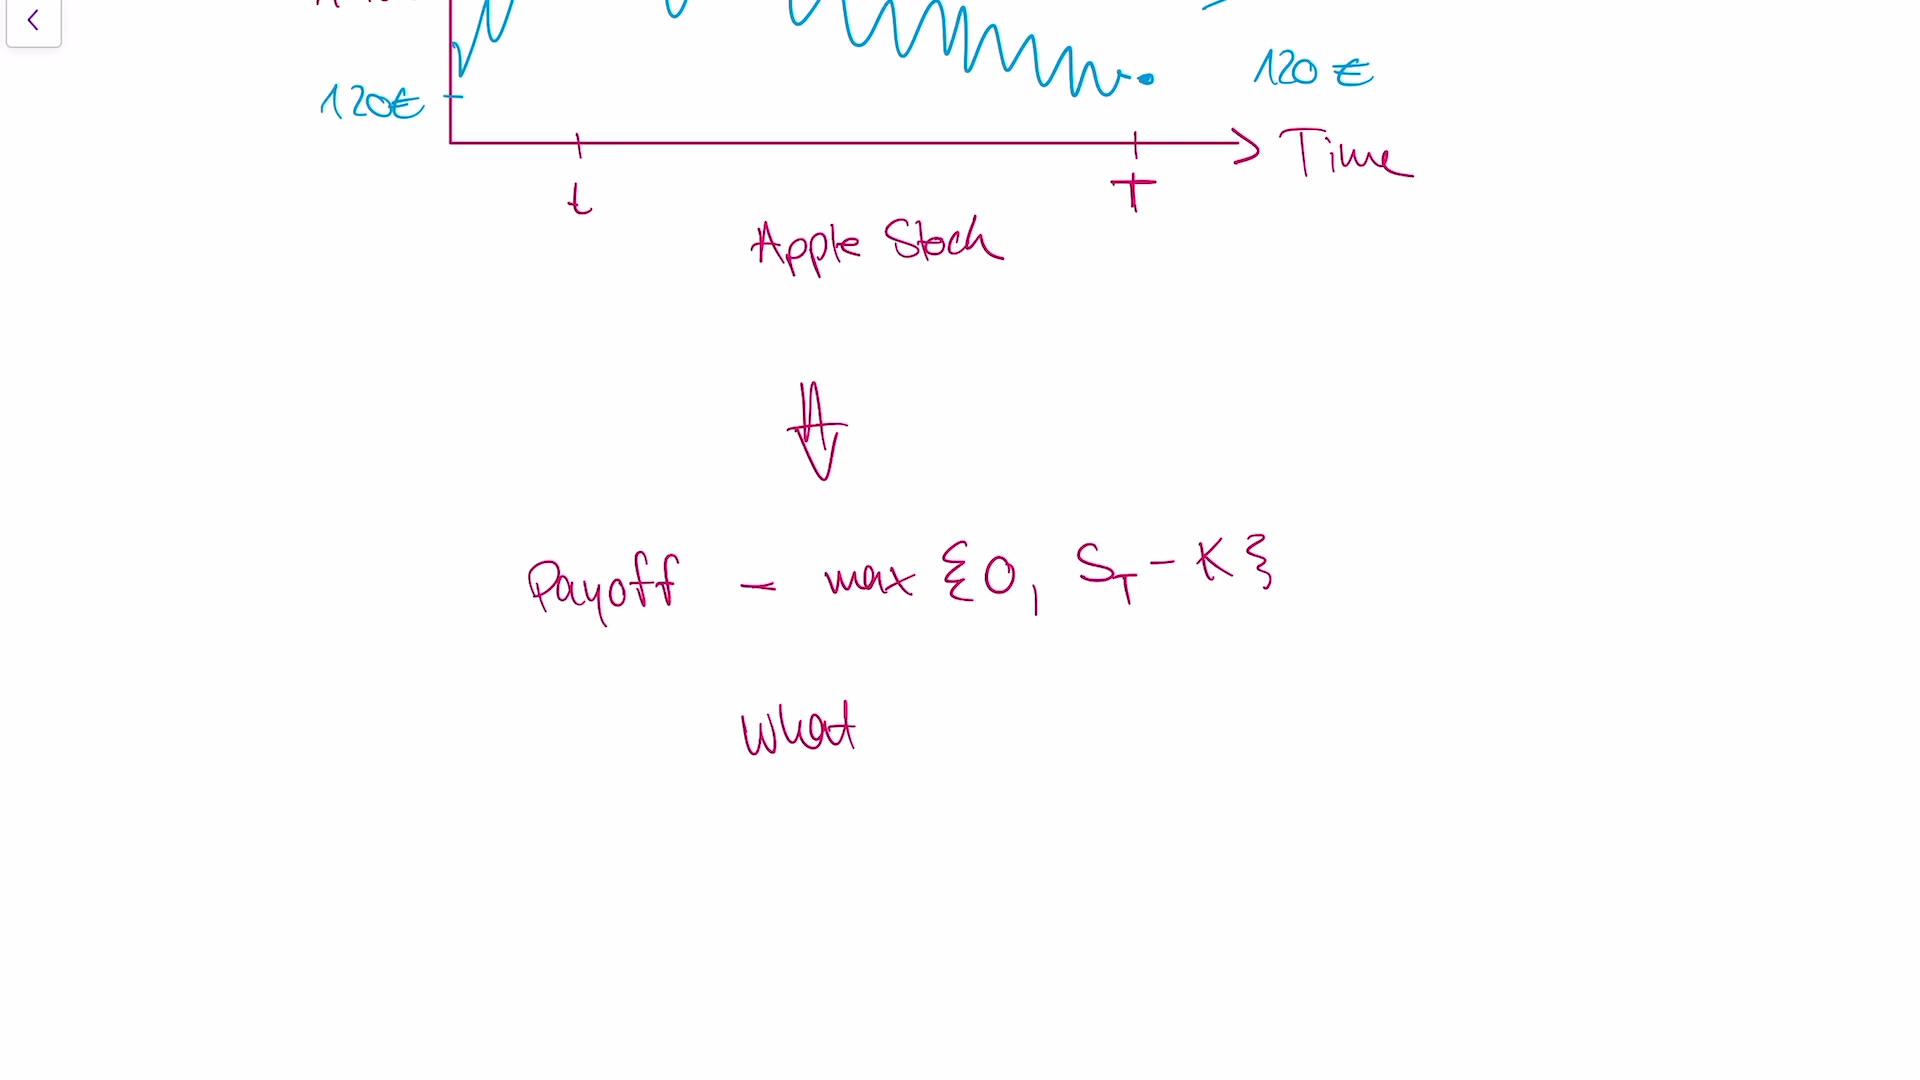 120€
120 €
Time
t
T
Apple Stock
Payoff - max {0, S_T - K}
What